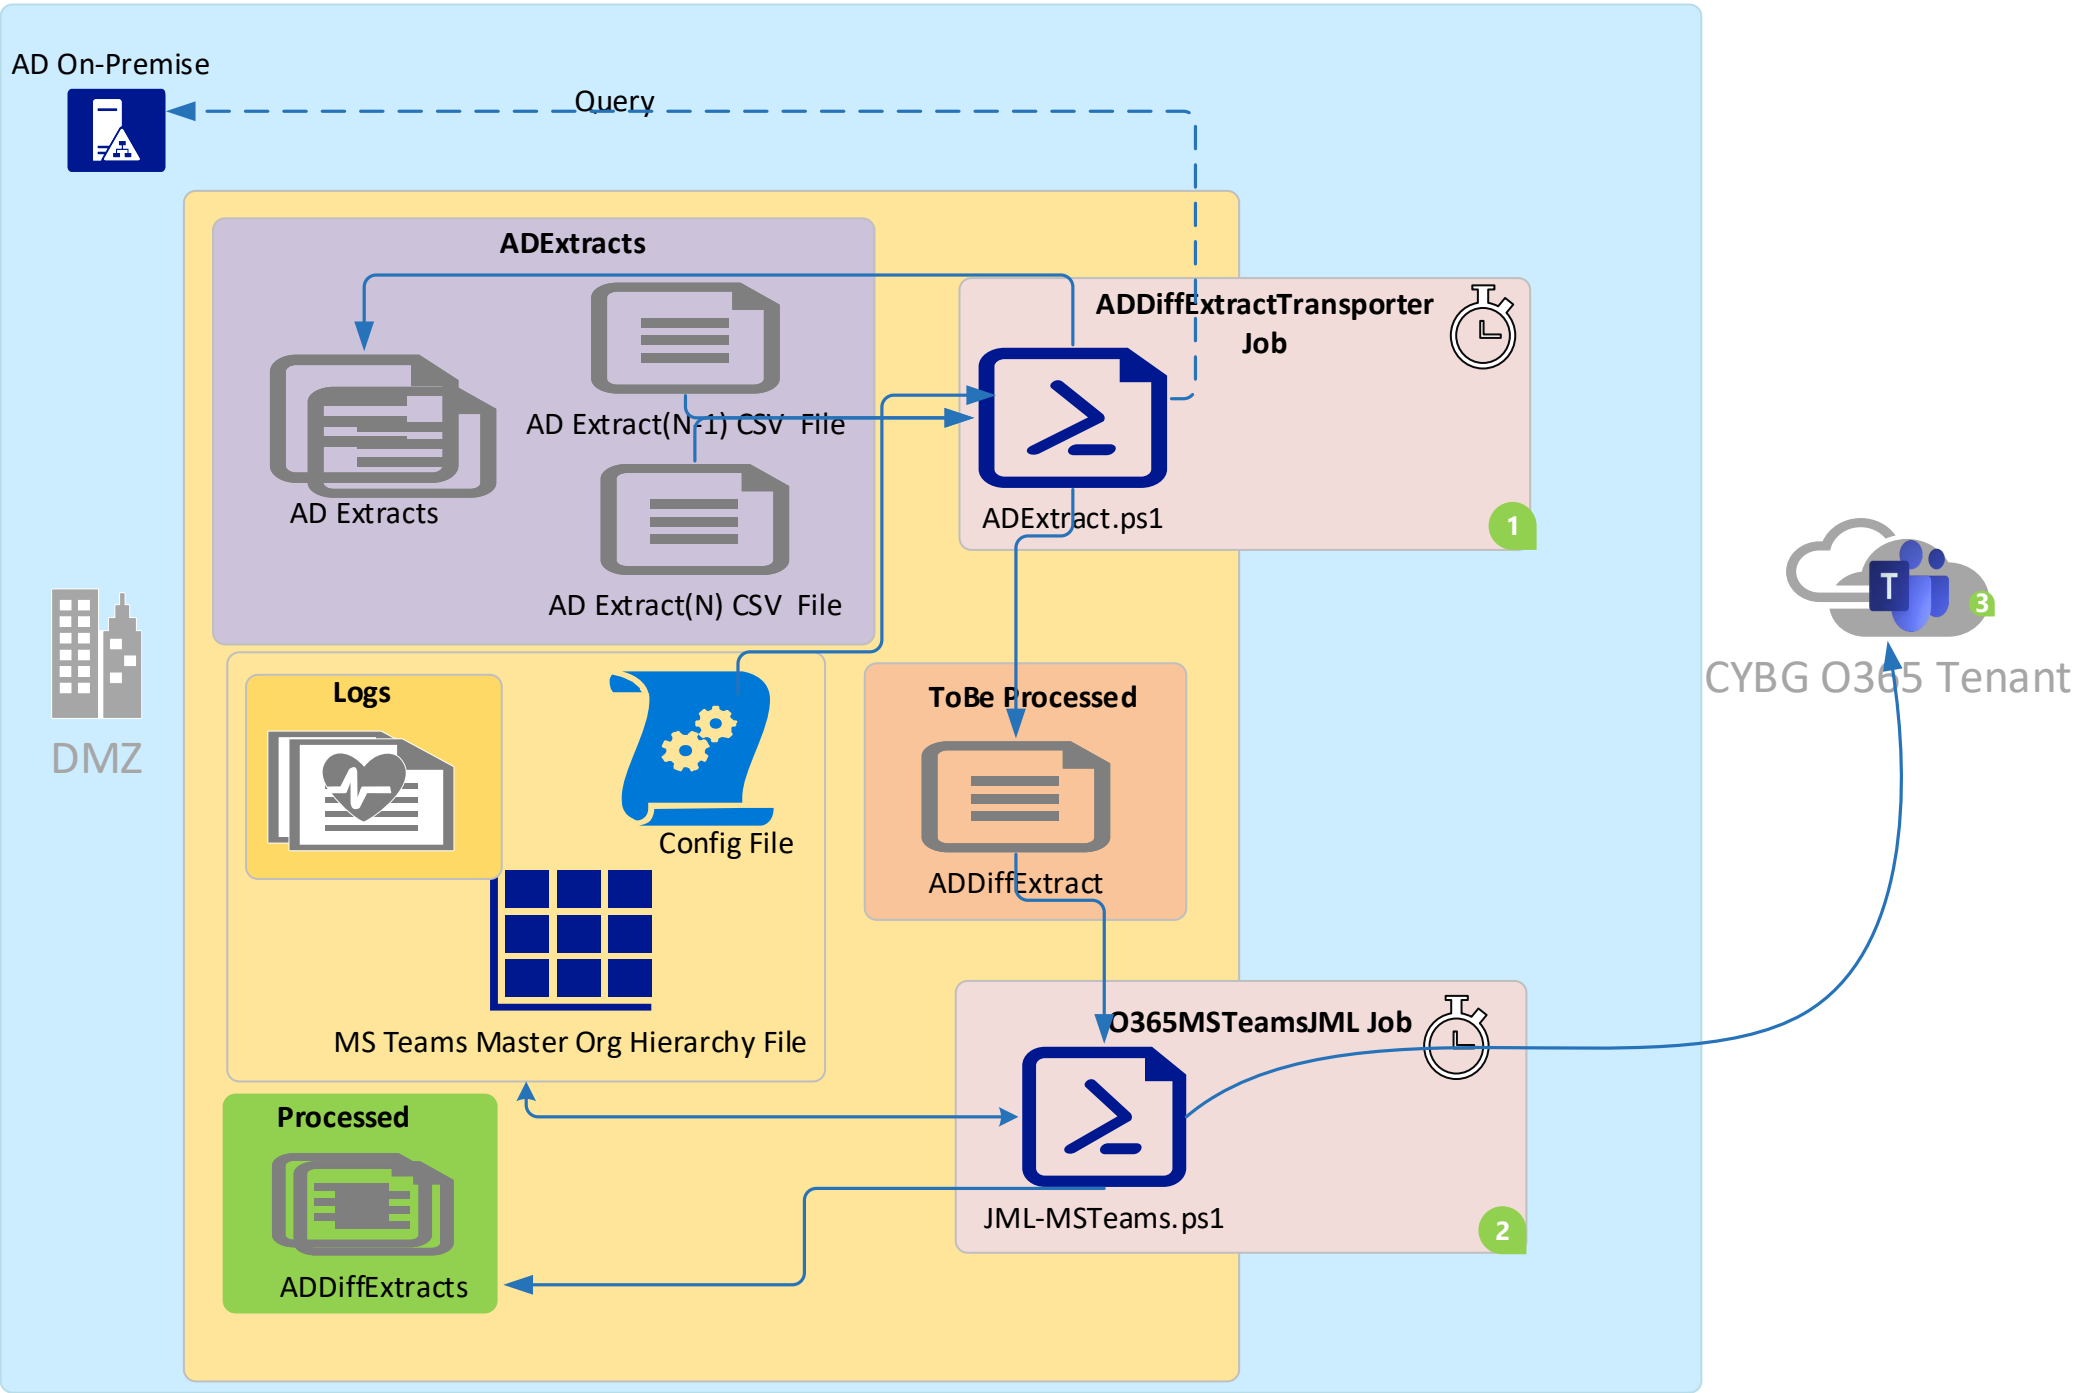 AD On-Premise
Query
ADExtracts
ADDiffExtractTransporter
Job
AD Extract(N-1) CSV File
AD Extracts
ADExtract.ps1
1
AD Extract(N) CSV File
T
3
CYBG O365 Tenant
Logs
ToBe Processed
DMZ
Config File
ADDiffExtract
O365MSTeamsJML Job
MS Teams Master Org Hierarchy File
Processed
JML-MSTeams.ps1
2
ADDiffExtracts